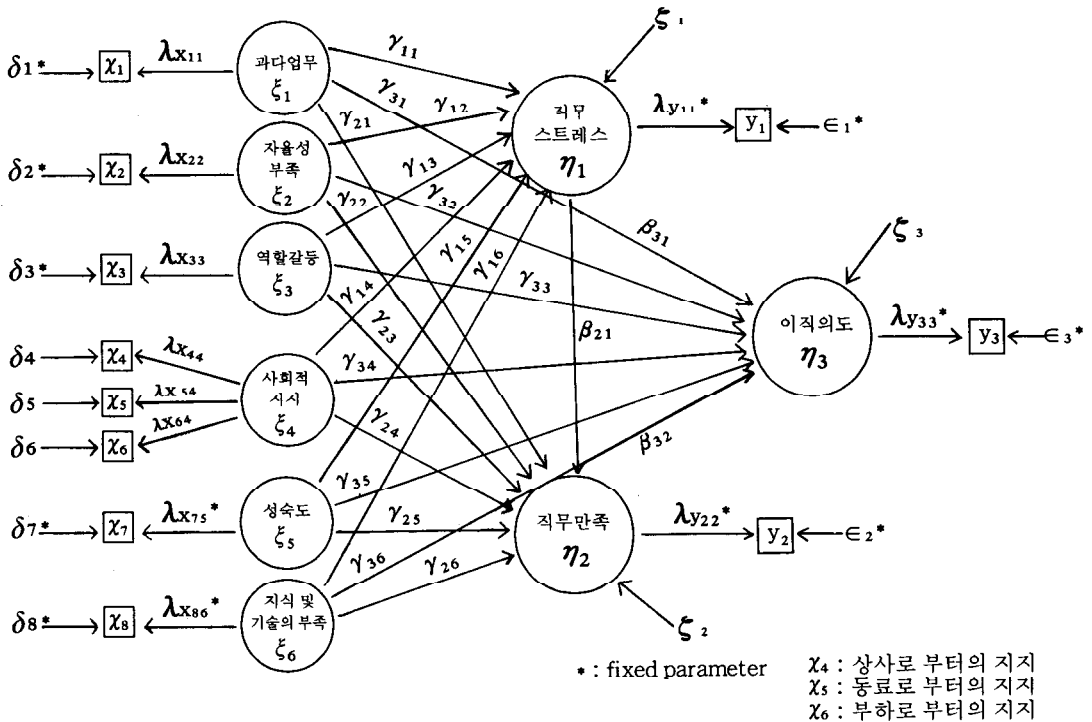 ζ 1
δ1*
χ1
λx11
과다업무
ξ1
γ11
γ31
γ12
γ21
직무
스트레스
η1
λy11*
y1
∈1*
δ2*
χ2
λx22
자율성
부족
ξ2
γ13
γ32
γ22
δ3*
χ3
λx33
역할갈등
ξ3
γ14
γ15
γ16
γ33
γ23
β31
ζ 3
이직의도
η3
λy33*
y3
∈3*
β21
δ4
χ4
λx44
δ5
χ5
λx54
δ6
χ6
λx64
사회적
지지
ξ4
γ34
γ24
β32
δ7*
χ7
λx75*
성숙도
ξ5
γ35
γ25
직무만족
η2
λy22*
y2
∈2*
δ8*
χ8
λx86*
지식 및
기술의 부족
ξ6
γ36
γ26
ζ 2
* : fixed parameter
χ4 : 상사로 부터의 지지
χ5 : 동료로 부터의 지지
χ6 : 부하로 부터의 지지